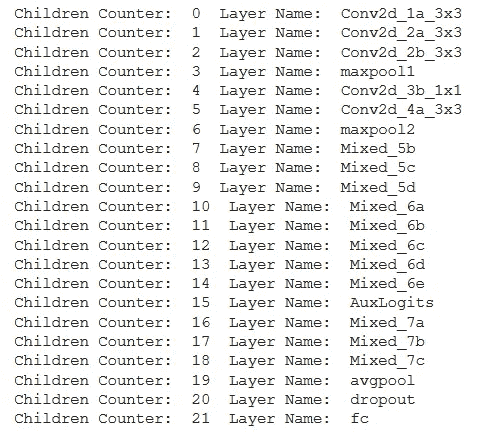 Children Counter:  0  Layer Name:  Conv2d_1a_3x3
Children Counter:  1  Layer Name:  Conv2d_2a_3x3
Children Counter:  2  Layer Name:  Conv2d_2b_3x3
Children Counter:  3  Layer Name:  maxpool1
Children Counter:  4  Layer Name:  Conv2d_3b_1x1
Children Counter:  5  Layer Name:  Conv2d_4a_3x3
Children Counter:  6  Layer Name:  maxpool2
Children Counter:  7  Layer Name:  Mixed_5b
Children Counter:  8  Layer Name:  Mixed_5c
Children Counter:  9  Layer Name:  Mixed_5d
Children Counter:  10  Layer Name:  Mixed_6a
Children Counter:  11  Layer Name:  Mixed_6b
Children Counter:  12  Layer Name:  Mixed_6c
Children Counter:  13  Layer Name:  Mixed_6d
Children Counter:  14  Layer Name:  Mixed_6e
Children Counter:  15  Layer Name:  AuxLogits
Children Counter:  16  Layer Name:  Mixed_7a
Children Counter:  17  Layer Name:  Mixed_7b
Children Counter:  18  Layer Name:  Mixed_7c
Children Counter:  19  Layer Name:  avgpool
Children Counter:  20  Layer Name:  dropout
Children Counter:  21  Layer Name:  fc